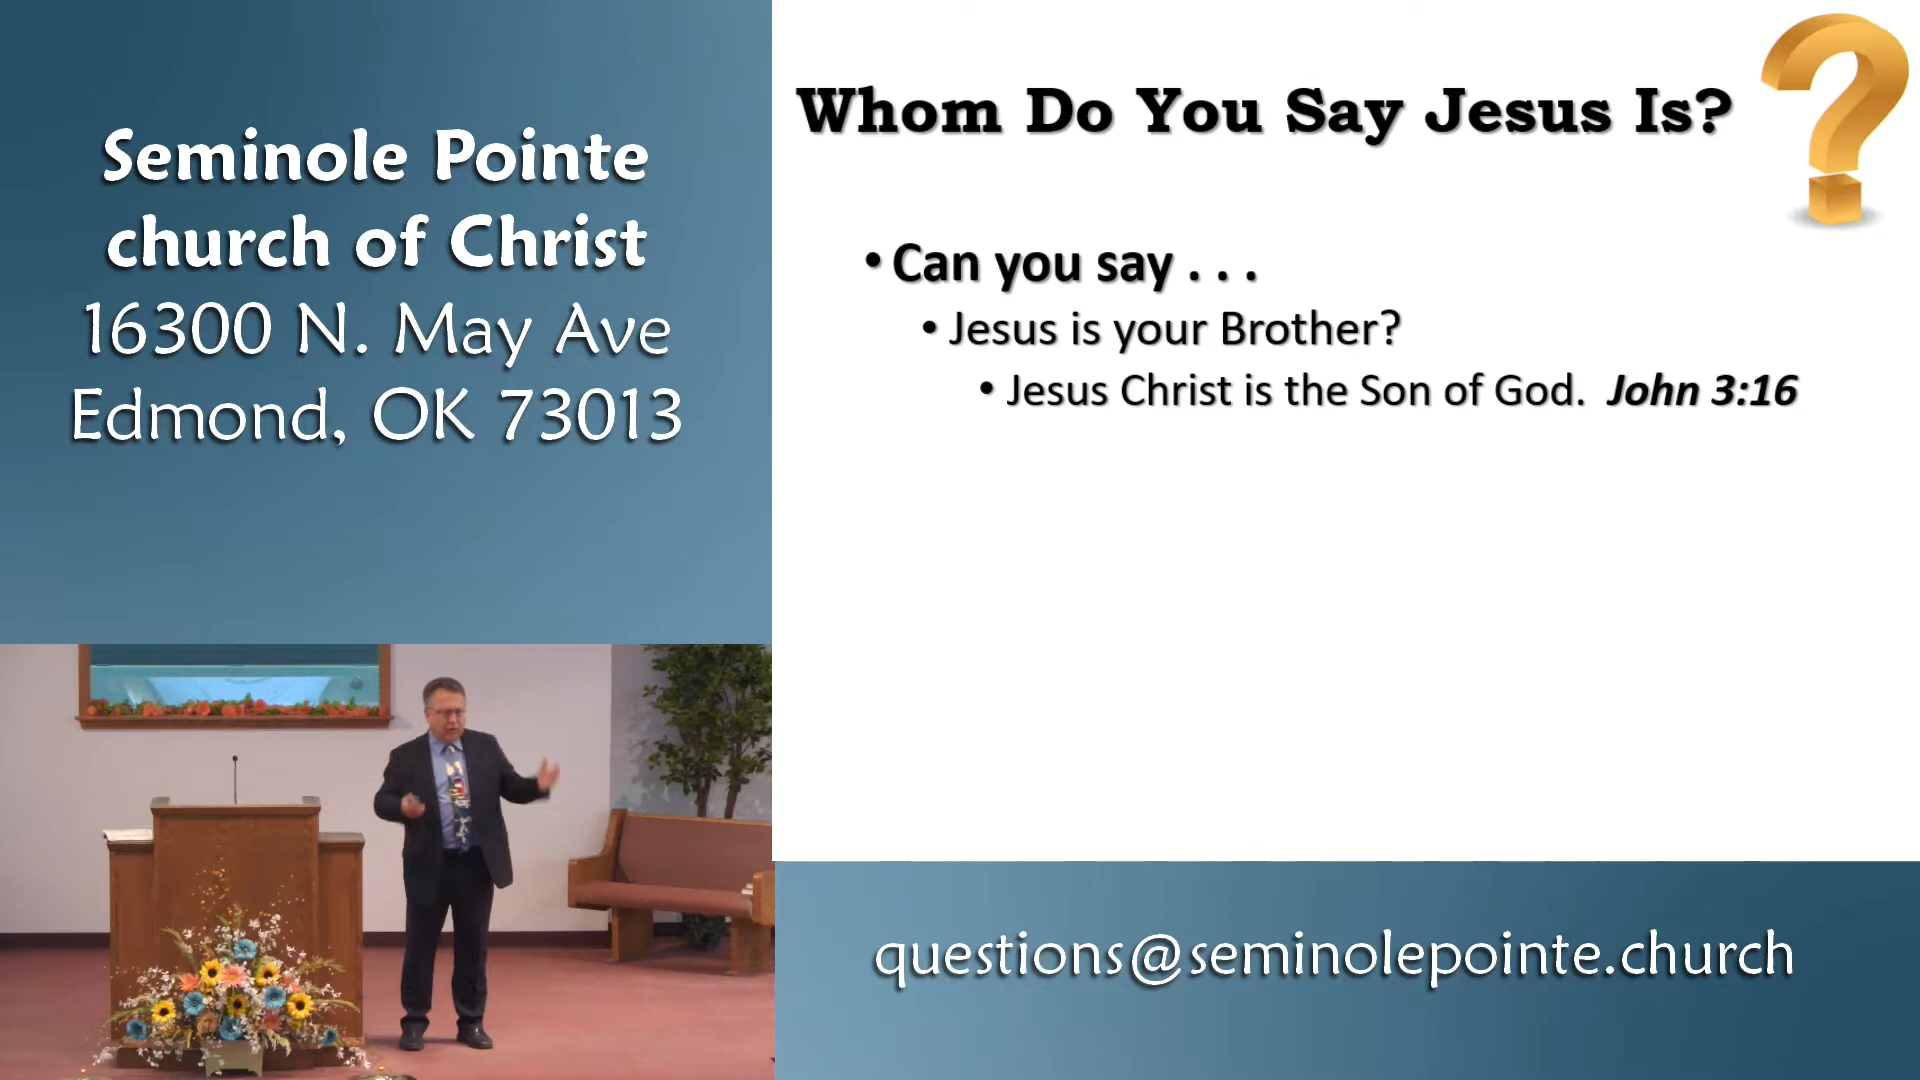 Seminole Pointe
church of Christ
16300 N. May Ave
Edmond, OK 73013
Whom Do You Say Jesus Is?
• Can you say . . .
• Jesus is your Brother?
• Jesus Christ is the Son of God. John 3:16
questions@seminolepointe.church